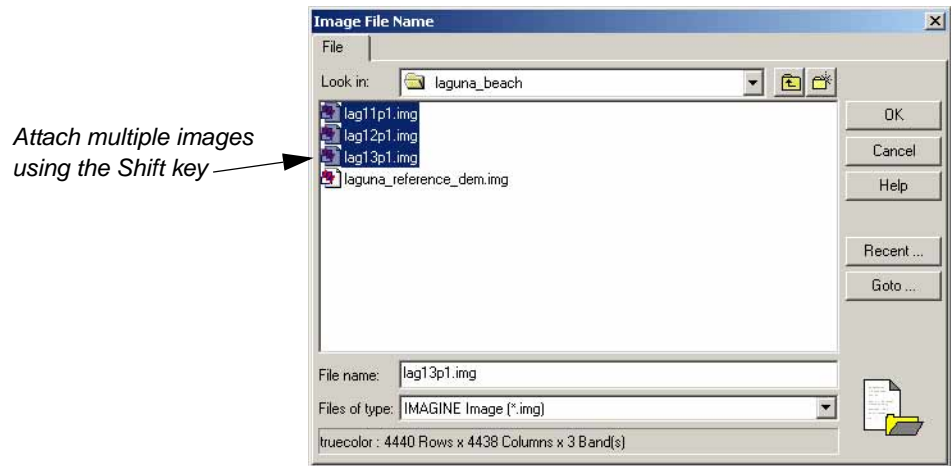 Image File Name
File
Look in: laguna_beach
lag11p1.img
lag12p1.img
lag13p1.img
laguna_reference_dem.img
Attach multiple images
using the Shift key
OK
Cancel
Help
Recent ...
Goto ...
File name: lag13p1.img
Files of type: IMAGINE Image (*.img)
truecolor : 4440 Rows x 4438 Columns x 3 Band(s)